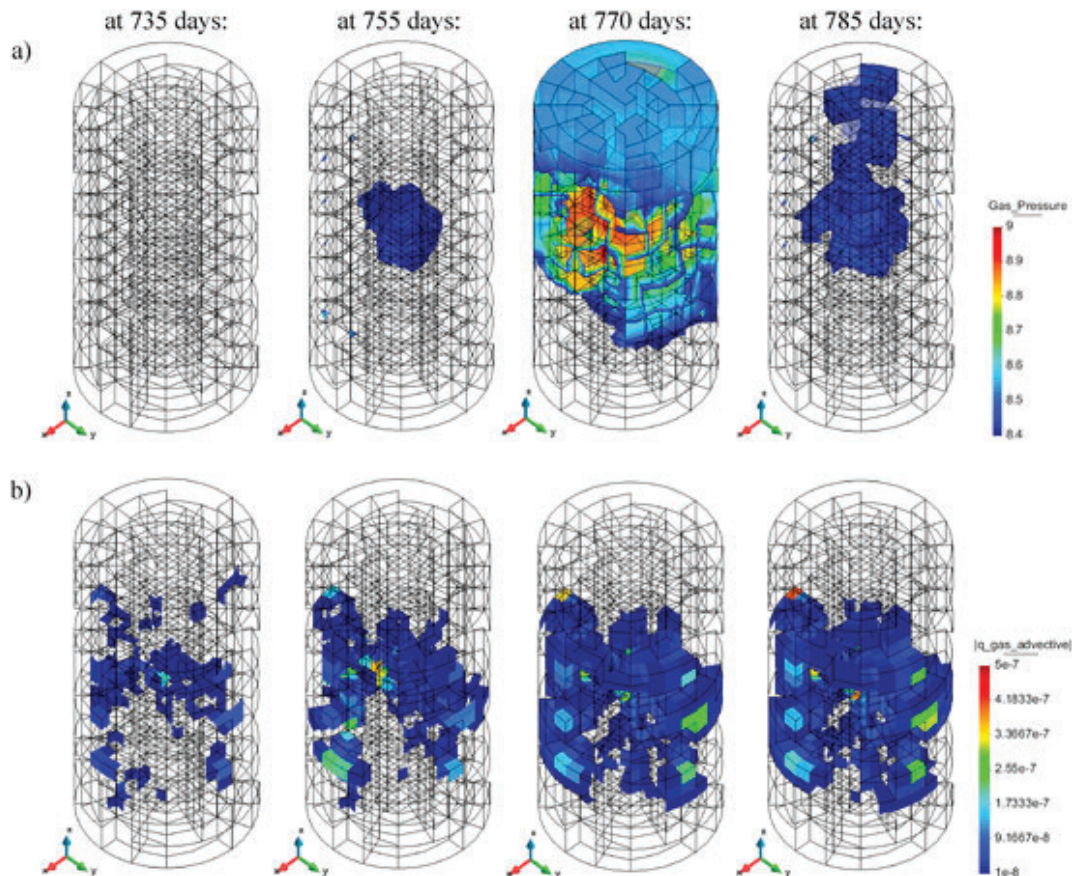 at 735 days: at 755 days: at 770 days: at 785 days:
a)
Gas_Pressure
9
8.8
8.7
8.6
8.5
8.4
b)
|q_gas_advective|
5e-7
4.1833e-7
3.3667e-7
2.55e-7
1.7333e-7
9.1667e-8
1e-8